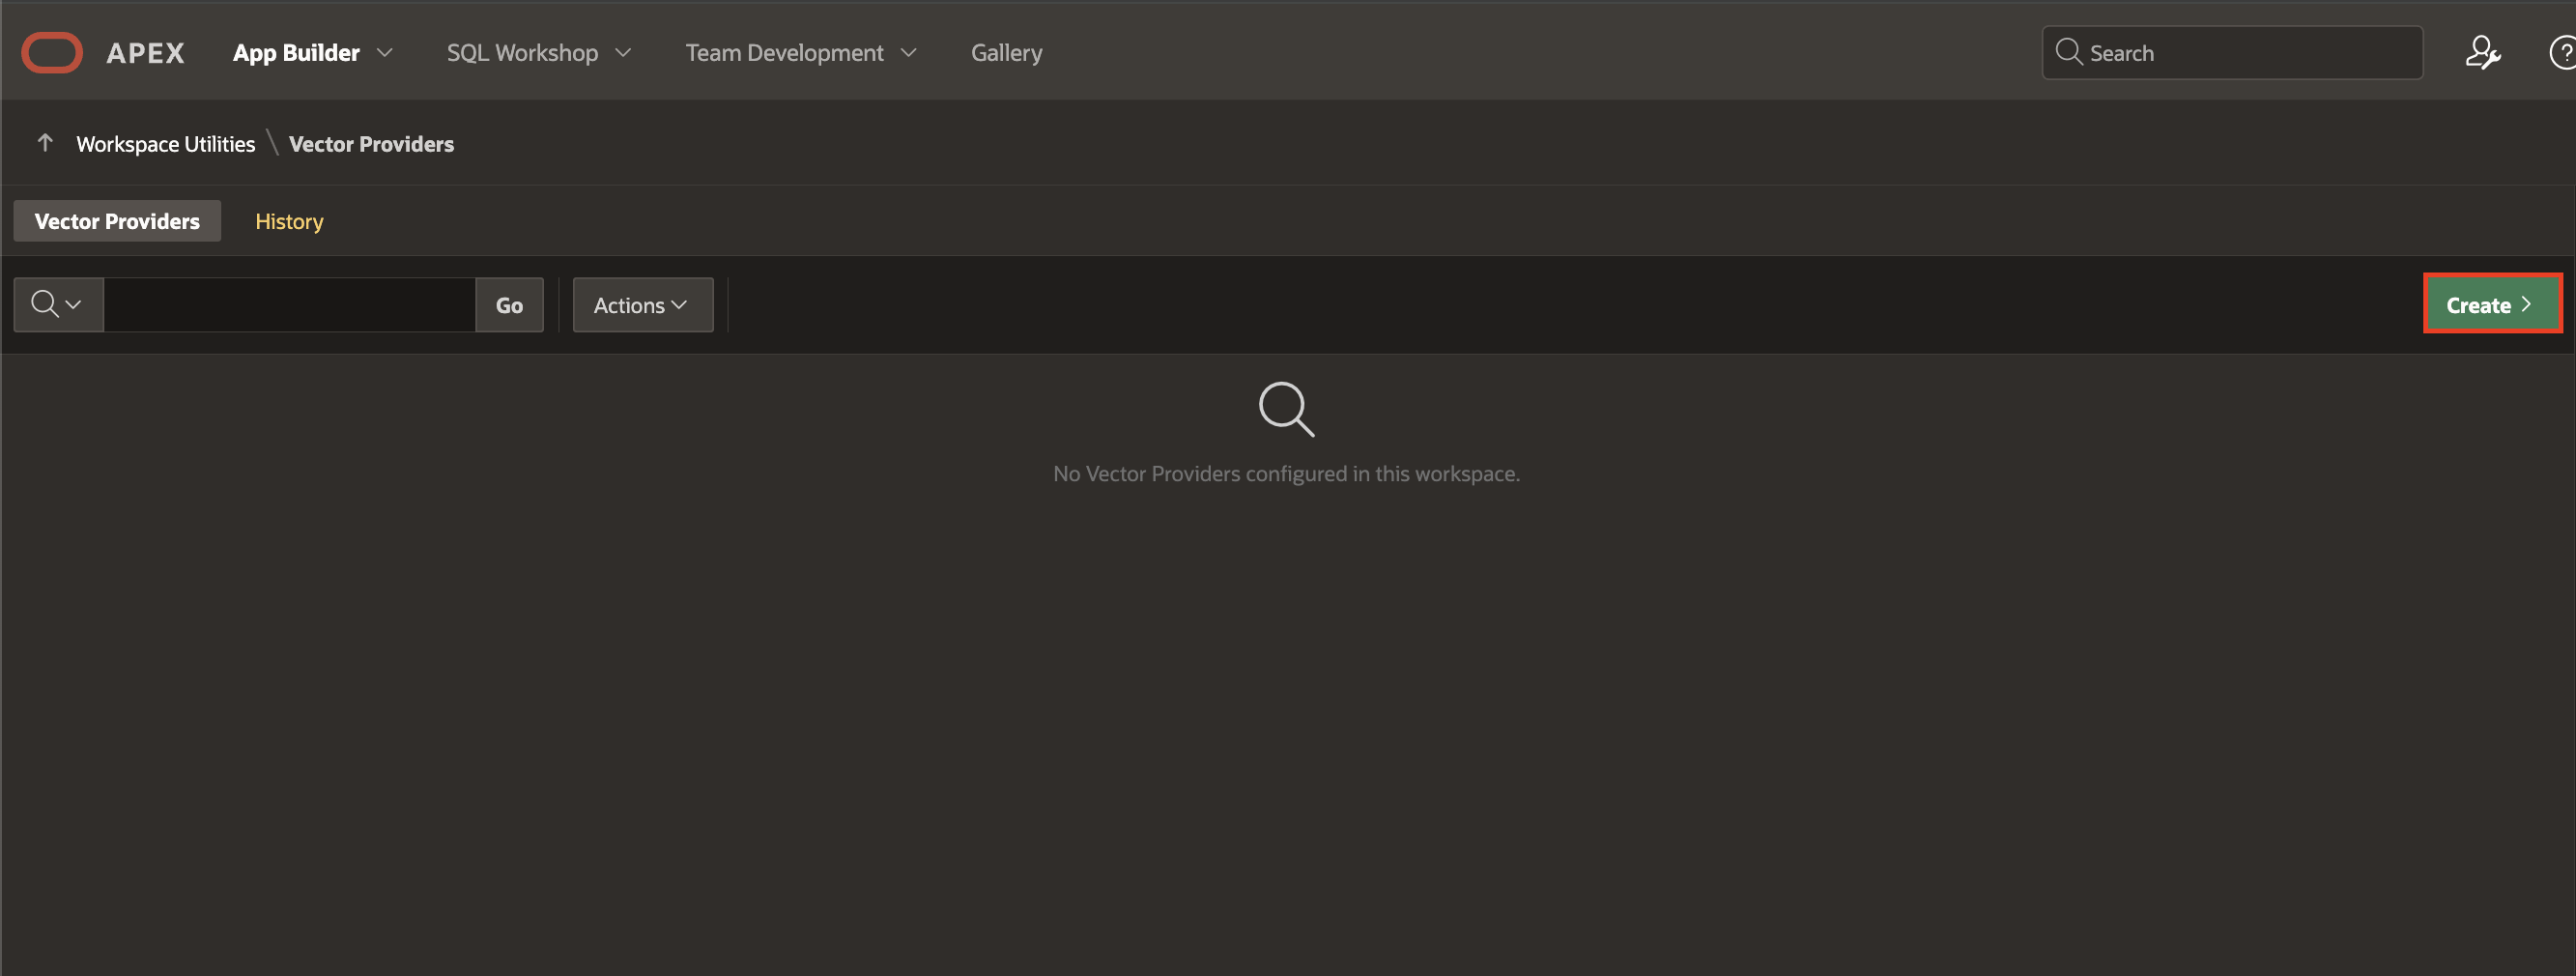 APEX App Builder SQL Workshop Team Development Gallery Search ?
Workspace Utilities \ Vector Providers
Vector Providers History
Go Actions Create
No Vector Providers configured in this workspace.